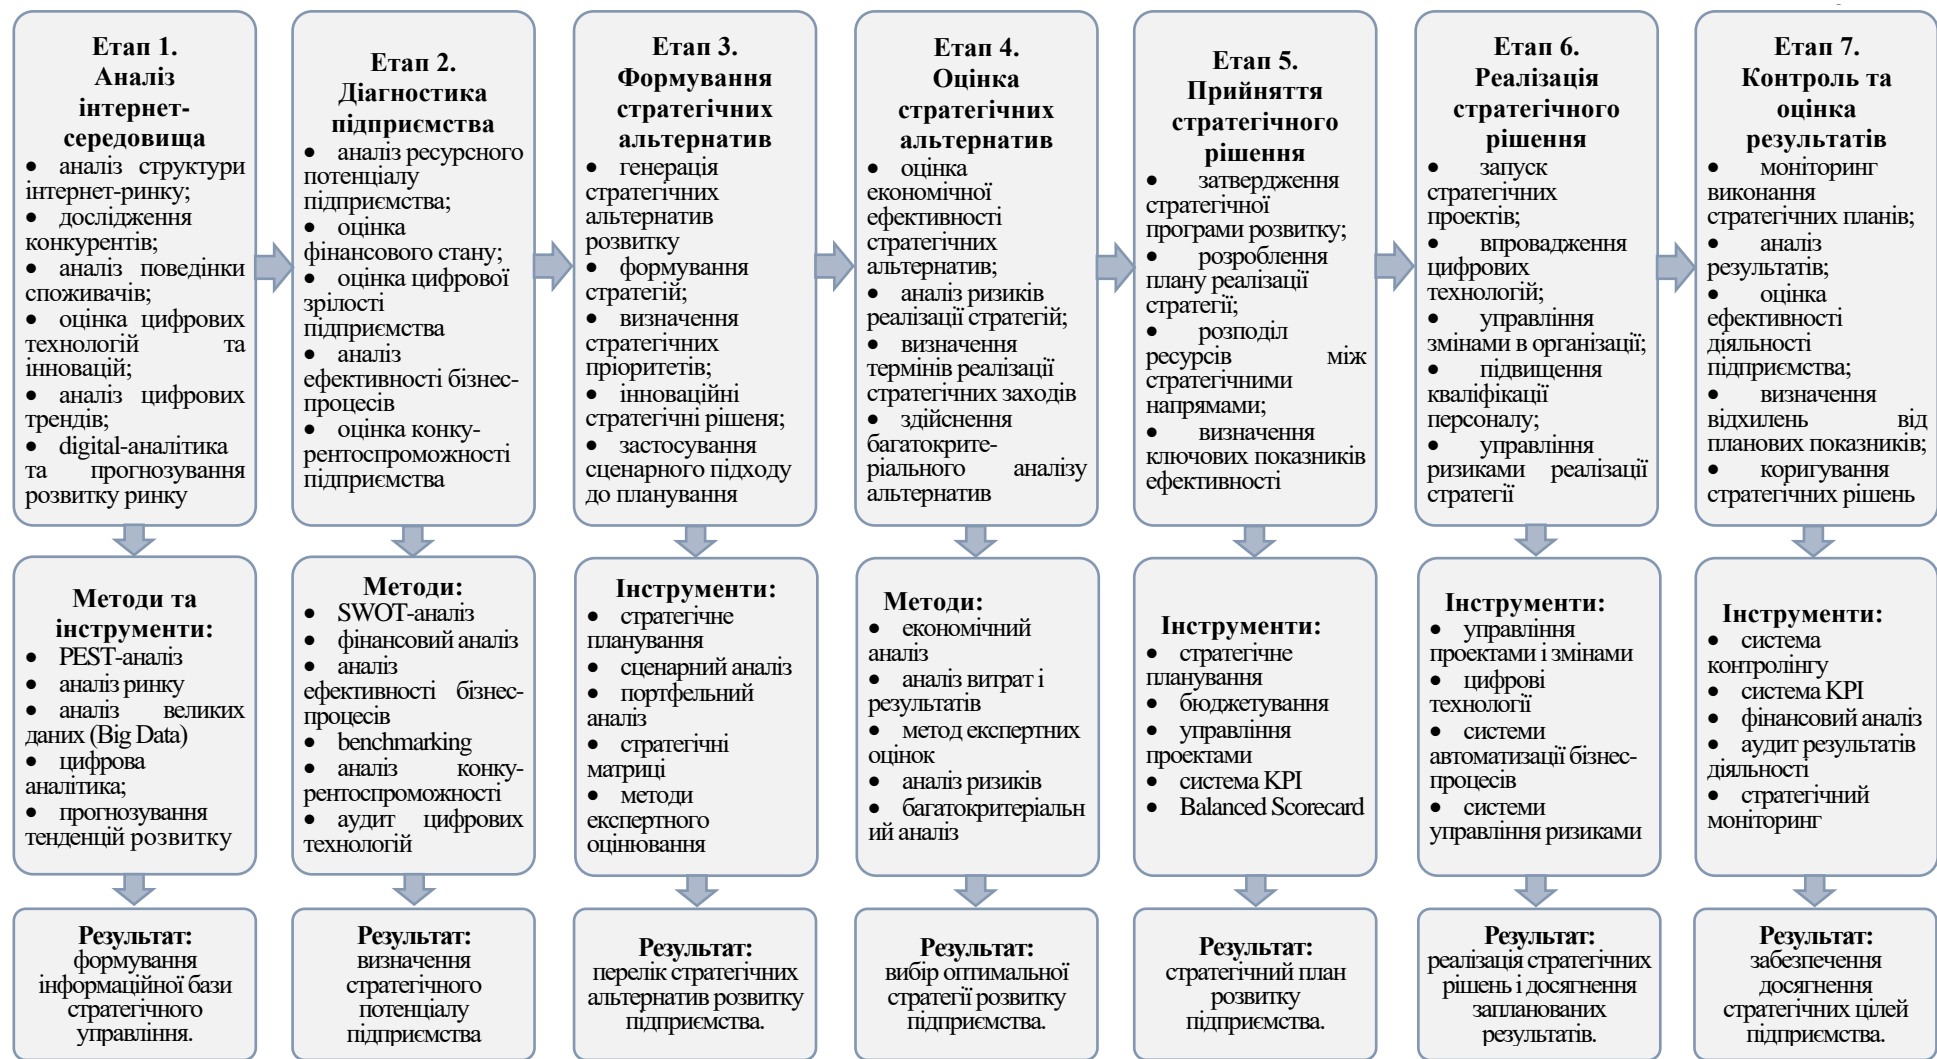 Етап 1.
Аналіз
інтернет-
середовища
• аналіз структури
інтернет-ринку;
• дослідження
конкурентів;
• аналіз поведінки
споживачів;
• оцінка цифрових
технологій та
інновацій;
• аналіз цифрових
трендів;
• digital-аналітика
та прогнозування
розвитку ринку
Етап 2.
Діагностика
підприємства
• аналіз ресурсного
потенціалу
підприємства;
• оцінка
фінансового стану;
• оцінка цифрової
зрілості
підприємства
• аналіз
ефективності бізнес-
процесів
• оцінка конку-
рентоспроможності
підприємства
Етап 3.
Формування
стратегічних
альтернатив
• генерація
стратегічних
альтернатив
розвитку
• формування
стратегій;
• визначення
стратегічних
пріоритетів;
• інноваційні
стратегічні рішеня;
• застосування
сценарного підходу
до планування
Етап 4.
Оцінка
стратегічних
альтернатив
• оцінка
економічної
ефективності
стратегічних
альтернатив;
• аналіз ризиків
реалізації стратегій;
• визначення
термінів реалізації
стратегічних заходів
• здійснення
багатокрите-
ріального аналізу
альтернатив
Етап 5.
Прийняття
стратегічного
рішення
• затвердження
стратегічної
програми розвитку;
• розроблення
плану реалізації
стратегії;
• розподіл
ресурсів між
стратегічними
напрямами;
• визначення
ключових показників
ефективності
Етап 6.
Реалізація
стратегічного
рішення
• запуск
стратегічних
проектів;
• впровадження
цифрових
технологій;
• управління
змінами в організації;
• підвищення
кваліфікації
персоналу;
• управління
ризиками реалізації
стратегії
Етап 7.
Контроль та
оцінка
результатів
• моніторинг
виконання
стратегічних планів;
• аналіз
результатів;
• оцінка
ефективності
діяльності
підприємства;
• визначення
відхилень від
планових показників;
• коригування
стратегічних рішень
Методи та
інструменти:
• PEST-аналіз
• аналіз ринку
• аналіз великих
даних (Big Data)
• цифрова
аналітика;
• прогнозування
тенденцій розвитку
Методи:
• SWOT-аналіз
• фінансовий аналіз
• аналіз
ефективності бізнес-
процесів
• benchmarking
• аналіз конку-
рентоспроможності
• аудит цифрових
технологій
Інструменти:
• стратегічне
планування
• сценарний аналіз
• портфельний
аналіз
• стратегічні
матриці
• методи
експертного
оцінювання
Методи:
• економічний
аналіз
• аналіз витрат і
результатів
• метод експертних
оцінок
• аналіз ризиків
• багатокритеріальн
ий аналіз
Інструменти:
• стратегічне
планування
• бюджетування
• управління
проектами
• система KPI
• Balanced Scorecard
Інструменти:
• управління
проектами і змінами
• цифрові
технології
• системи
автоматизації бізнес-
процесів
• системи
управління ризиками
Інструменти:
• система
контролінгу
• система KPI
• фінансовий аналіз
• аудит результатів
діяльності
• стратегічний
моніторинг
Результат:
формування
інформаційної бази
стратегічного
управління.
Результат:
визначення
стратегічного
потенціалу
підприємства
Результат:
перелік стратегічних
альтернатив розвитку
підприємства.
Результат:
вибір оптимальної
стратегії розвитку
підприємства.
Результат:
стратегічний план
розвитку
підприємства.
Результат:
реалізація стратегічних
рішень і досягнення
запланованих
результатів.
Результат:
забезпечення
досягнення
стратегічних цілей
підприємства.